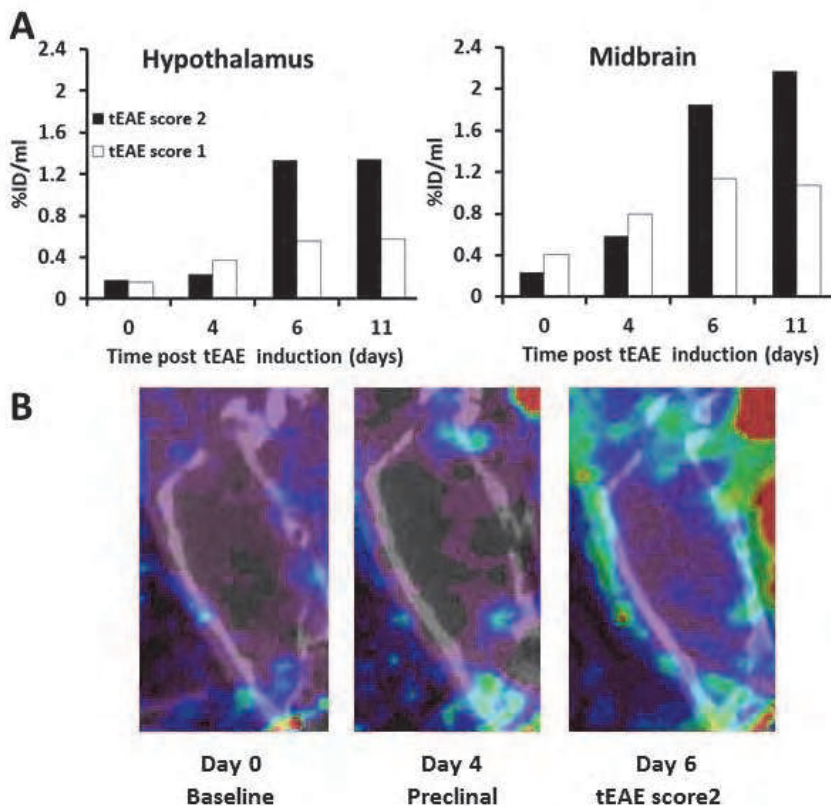 A
Hypothalamus
2.4
2
1.6
1.2
0.8
0.4
0
%ID/ml
tEAE score 2
tEAE score 1
0 4 6 11
Time post tEAE induction (days)
Midbrain
2.4
2
1.6
1.2
0.8
0.4
0
%ID/ml
0 4 6 11
Time post tEAE induction (days)
B
Day 0
Baseline
Day 4
Preclinal
Day 6
tEAE score2